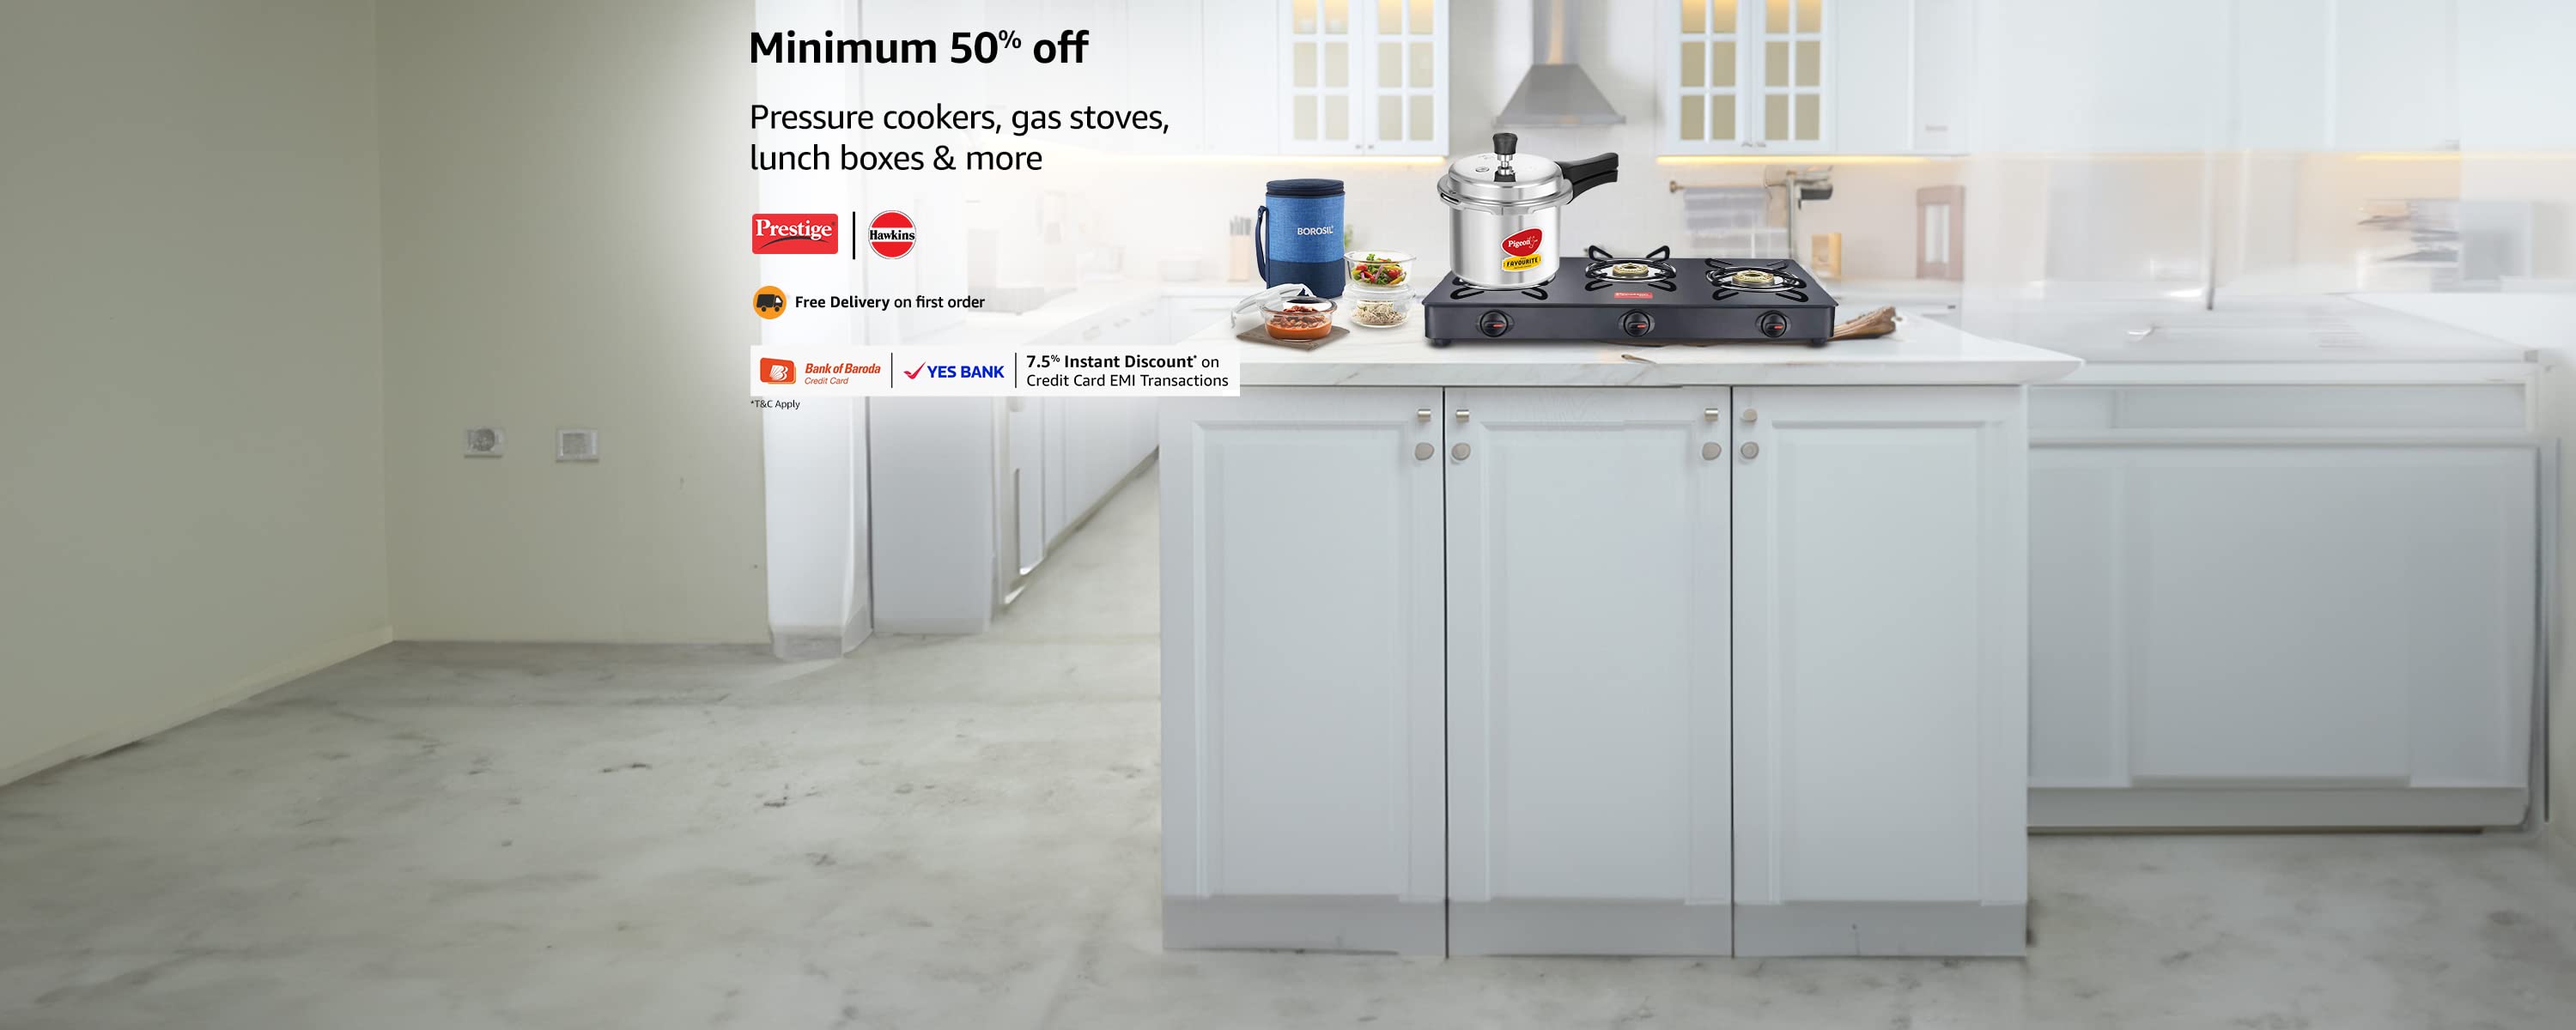 Minimum 50% off
Pressure cookers, gas stoves,
lunch boxes & more
Prestige
Hawkins
Free Delivery on first order
Bank of Baroda
Credit Card
YES BANK
7.5% Instant Discount* on
Credit Card EMI Transactions
*T&C Apply
BOROSIL
Pigeon
FAVOURITE